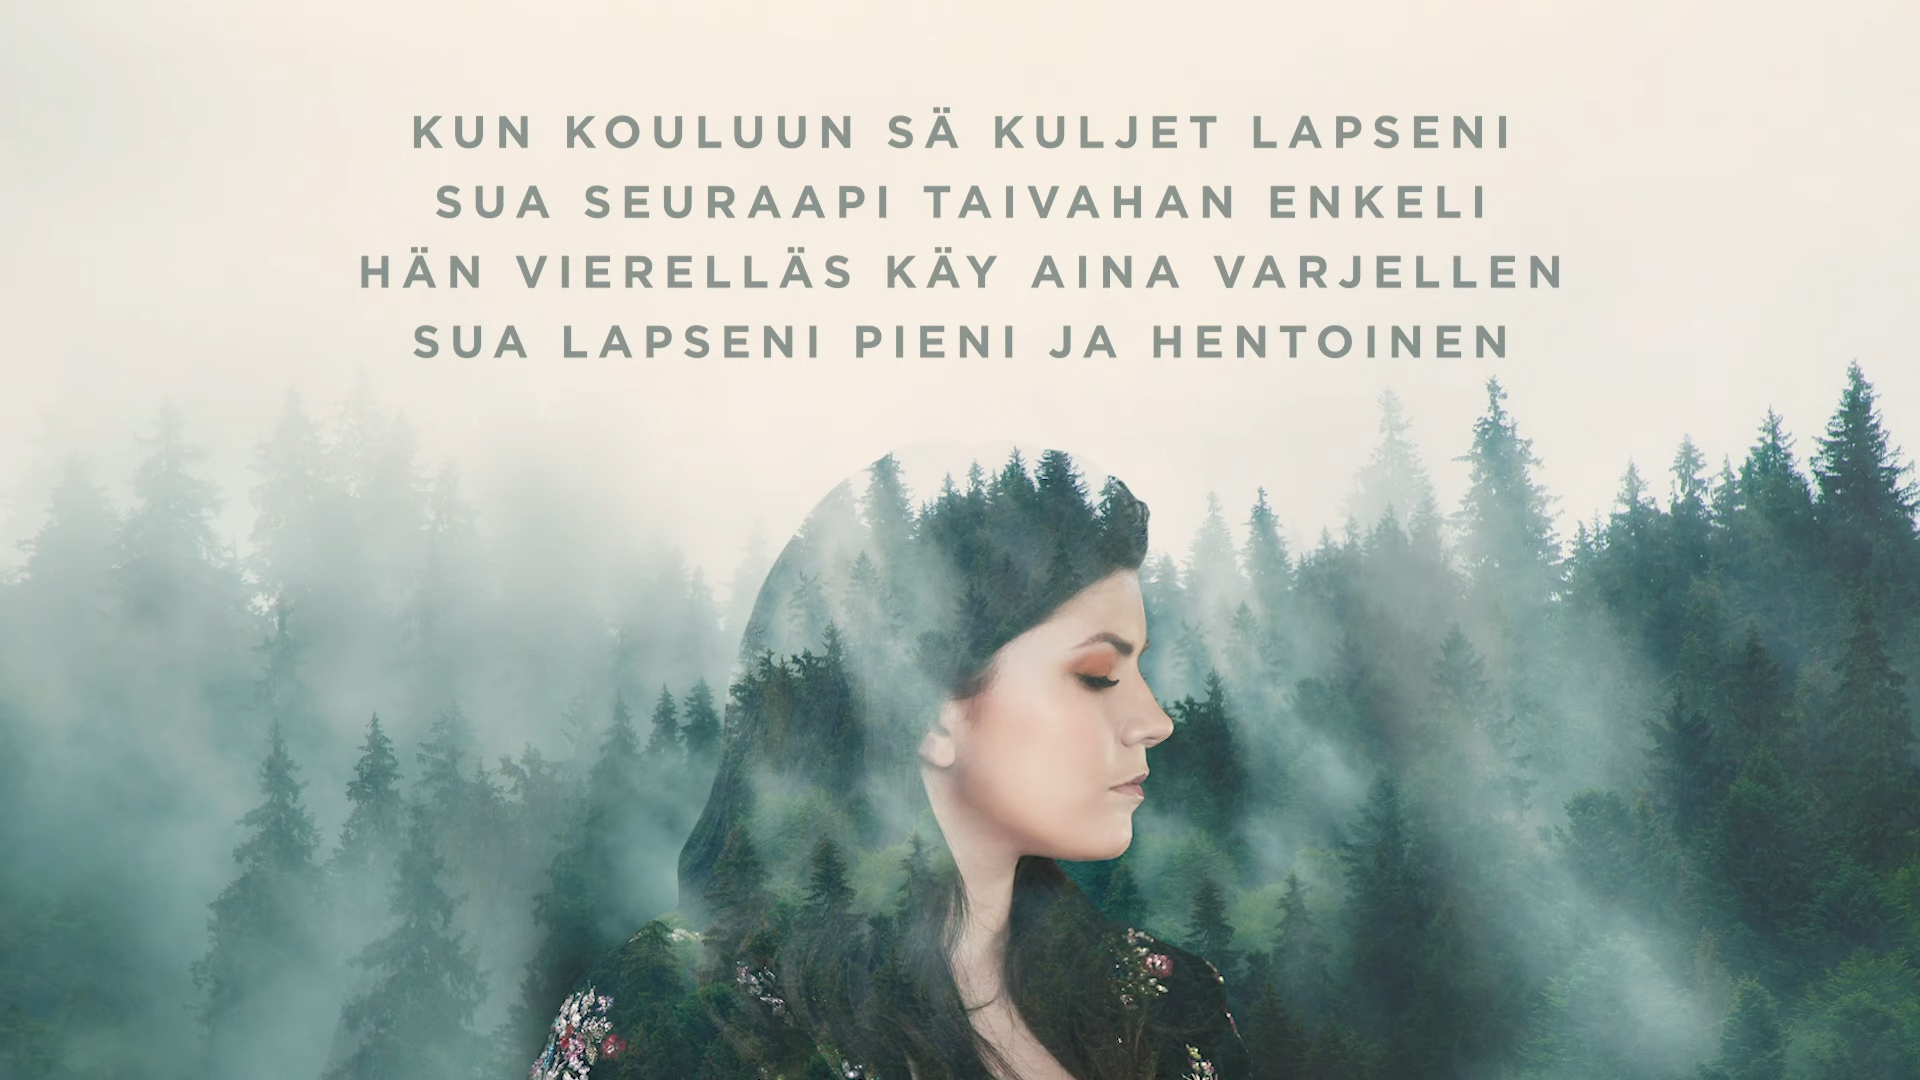 KUN KOULUUN SÄ KULJET LAPSENI
SUA SEURAAPI TAIVAHAN ENKELI
HÄN VIERELLÄS KÄY AINA VARJELLEN
SUA LAPSENI PIENI JA HENTOINEN